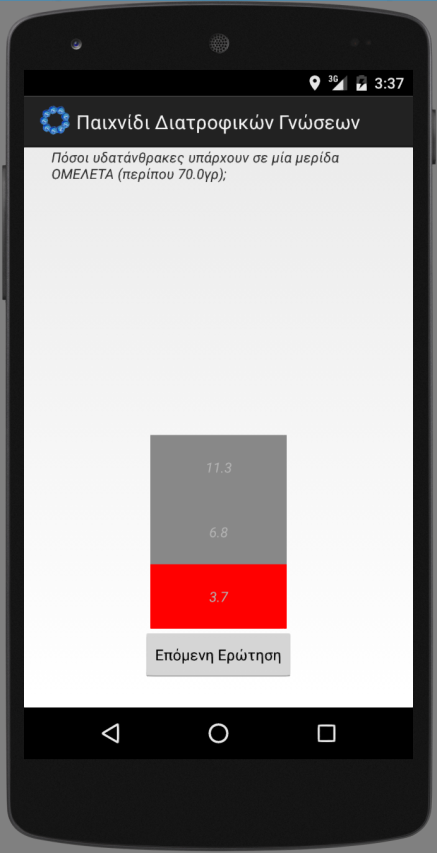 3G 3:37
Παιχνίδι Διατροφικών Γνώσεων
Πόσοι υδατάνθρακες υπάρχουν σε μία μερίδα
ΟΜΕΛΕΤΑ (περίπου 70.0γρ);
11.3
6.8
3.7
Επόμενη Ερώτηση